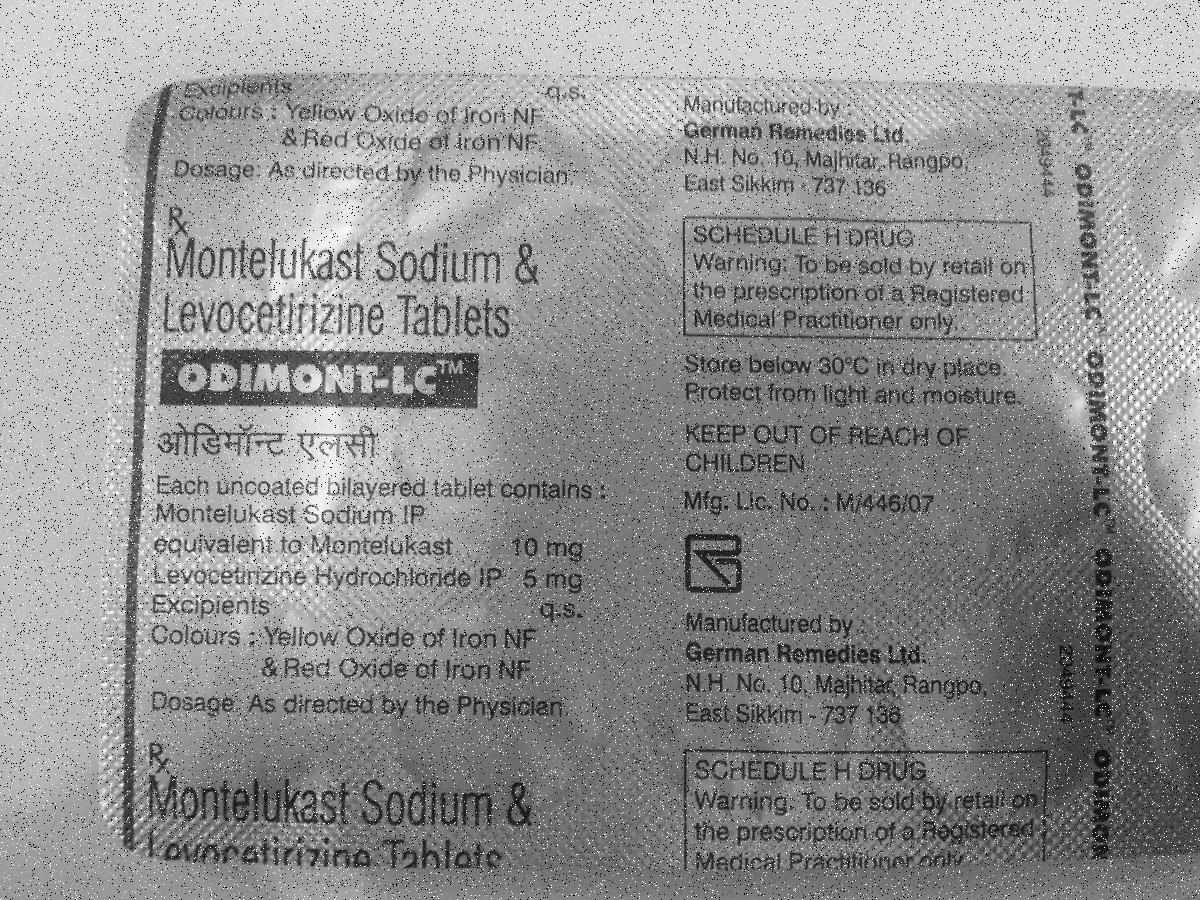 Excipients q.s.
Colours : Yellow Oxide of Iron NF
& Red Oxide of Iron NF
Dosage: As directed by the Physician.
Rx
Montelukast Sodium &
Levocetirizine Tablets
ODIMONT-LC™
ओडिमॉन्ट एलसी
Each uncoated bilayered tablet contains :
Montelukast Sodium IP
equivalent to Montelukast 10 mg
Levocetirizine Hydrochloride IP 5 mg
Excipients q.s.
Colours : Yellow Oxide of Iron NF
& Red Oxide of Iron NF
Dosage: As directed by the Physician.
Rx
Montelukast Sodium &
Levocetirizine Tablets
Manufactured by :
German Remedies Ltd.
N.H. No. 10, Majhitar, Rangpo,
East Sikkim - 737 136
SCHEDULE H DRUG
Warning: To be sold by retail on
the prescription of a Registered
Medical Practitioner only.
Store below 30°C in dry place.
Protect from light and moisture.
KEEP OUT OF REACH OF
CHILDREN
Mfg. Lic. No. : M/446/07
Manufactured by :
German Remedies Ltd.
N.H. No. 10, Majhitar, Rangpo,
East Sikkim - 737 136
SCHEDULE H DRUG
Warning: To be sold by retail on
the prescription of a Registered
Medical Practitioner only.
T-LC™ ODIMONT-LC™ ODIMONT-LC™ ODIMONT-LC™ ODIMON